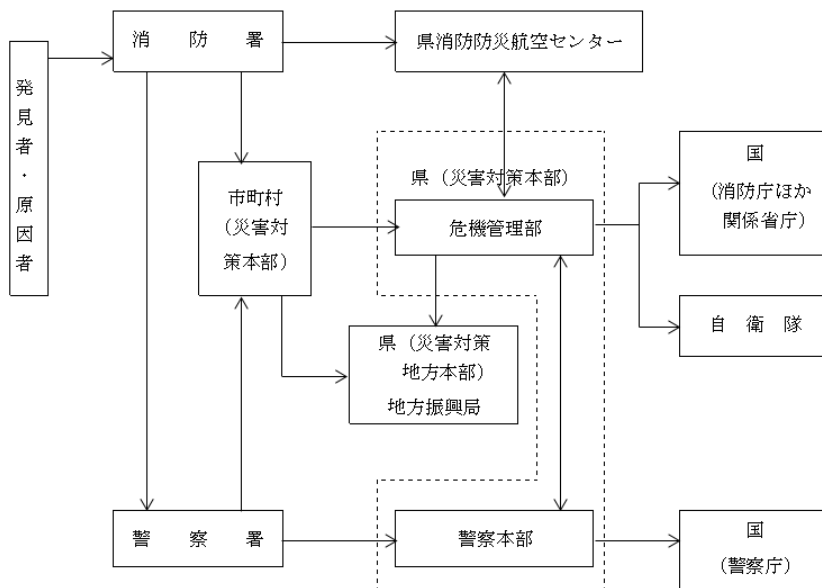 消　防　署
県消防防災航空センター
発見者・原因者
県（災害対策本部）
国
（消防庁ほか
関係省庁）
市町村
（災害対
策本部）
危機管理部
自　衛　隊
県（災害対策
地方本部）
地方振興局
警　察　署
警察本部
国
（警察庁）